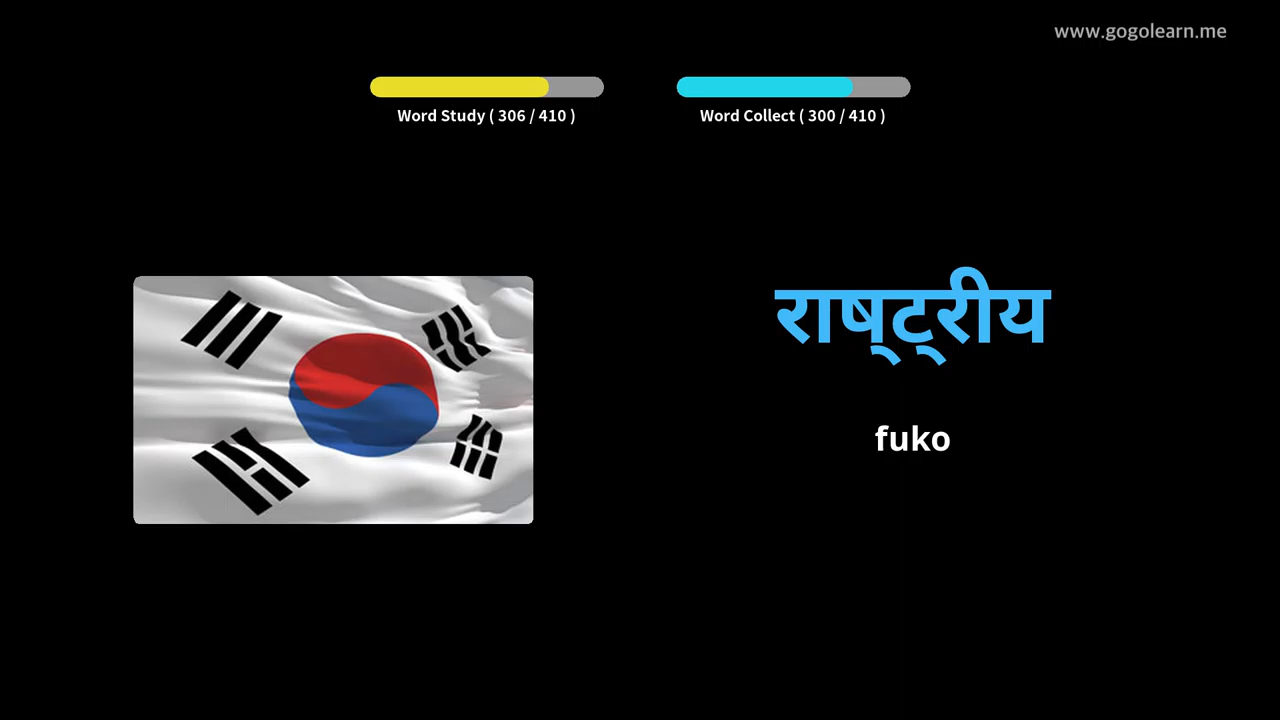 www.gogolearn.me
Word Study ( 306 / 410 )
Word Collect ( 300 / 410 )
राष्ट्रीय
fuko